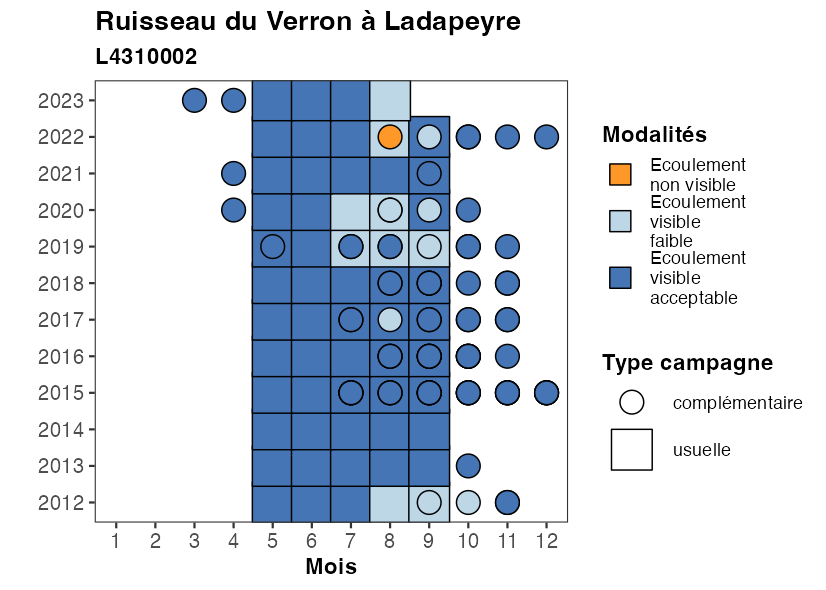 Ruisseau du Verron à Ladapeyre
L4310002
2023
2022
2021
2020
2019
2018
2017
2016
2015
2014
2013
2012
1 2 3 4 5 6 7 8 9 10 11 12
Mois
Modalités
Ecoulement
non visible
Ecoulement
visible
faible
Ecoulement
visible
acceptable
Type campagne
complémentaire
usuelle